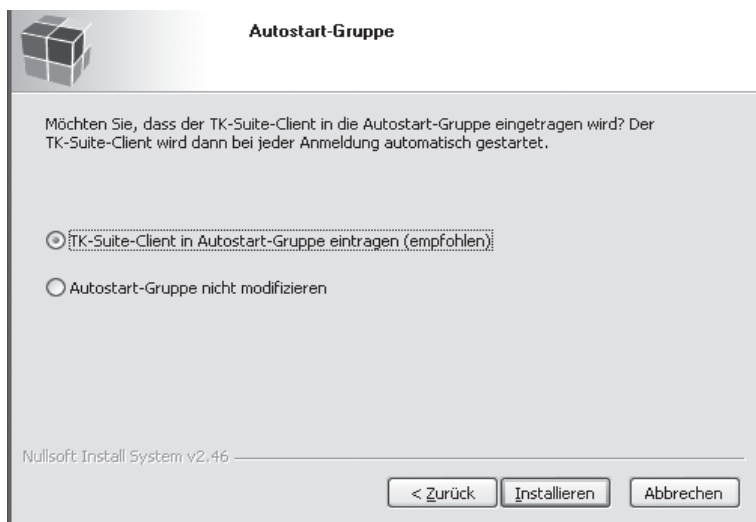 Autostart-Gruppe
Möchten Sie, dass der TK-Suite-Client in die Autostart-Gruppe eingetragen wird? Der
TK-Suite-Client wird dann bei jeder Anmeldung automatisch gestartet.
TK-Suite-Client in Autostart-Gruppe eintragen (empfohlen)
Autostart-Gruppe nicht modifizieren
Nullsoft Install System v2.46
< Zurück Installieren Abbrechen